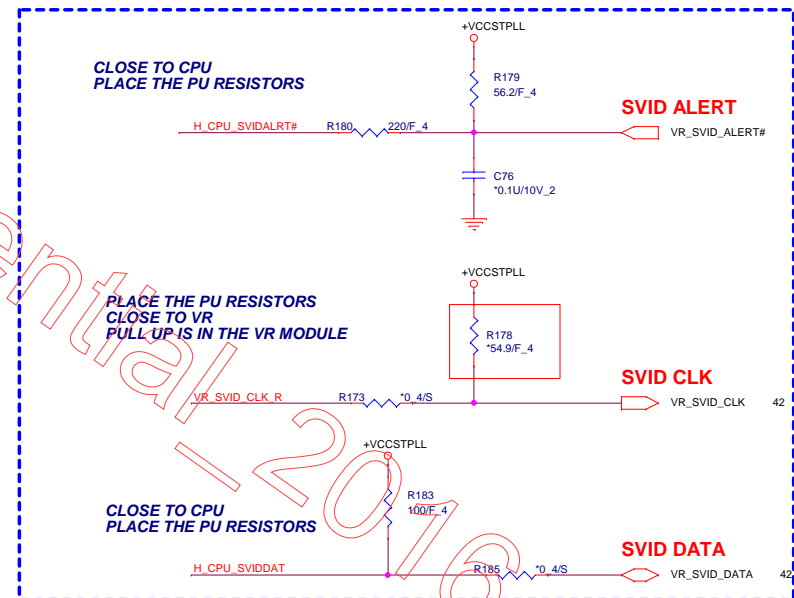 +VCCSTPLL
CLOSE TO CPU
PLACE THE PU RESISTORS
R179
56.2/F_4
SVID ALERT
H_CPU_SVIDALRT# R180 220/F_4 VR_SVID_ALERT#
C76
*0.1U/10V_2
+VCCSTPLL
PLACE THE PU RESISTORS
CLOSE TO VR
PULL UP IS IN THE VR MODULE
R178
*54.9/F_4
SVID CLK
VR_SVID_CLK_R R173 *0_4/S VR_SVID_CLK 42
+VCCSTPLL
R183
100/F_4
CLOSE TO CPU
PLACE THE PU RESISTORS
SVID DATA
H_CPU_SVIDDAT R185 *0_4/S VR_SVID_DATA 42
ential_2016